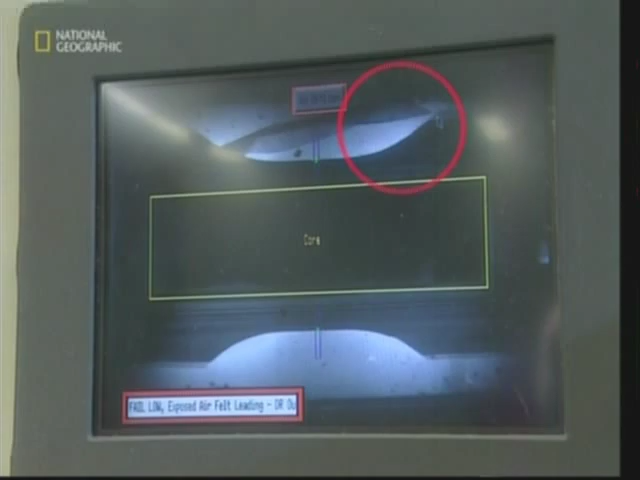 NATIONAL
GEOGRAPHIC
Core
FAIL LOW, Exposed Air Felt Leading - OR Ou